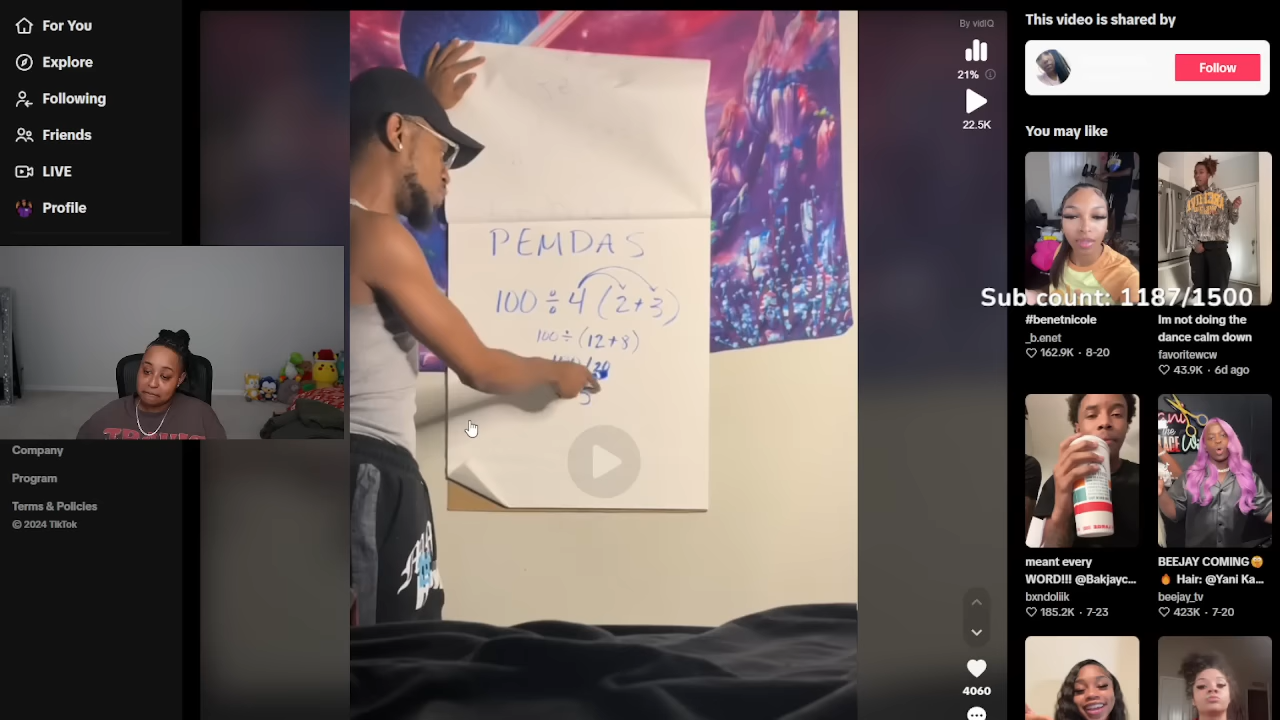 For You
Explore
Following
Friends
LIVE
Profile
Company
Program
Terms & Policies
© 2024 TikTok
PEMDAS
100 ÷ 4 (2+3)
100 ÷ (12+8)
By vidIQ
21%
22.5K
4060
This video is shared by
Follow
You may like
Sub count: 1187/1500
#benetnicole
_b.enet
162.9K · 8-20
Im not doing the
dance calm down
favoritewcw
43.9K · 6d ago
meant every
WORD!!! @Bakjayc...
bxndoliik
185.2K · 7-23
BEEJAY COMING🤭
🔥 Hair: @Yani Ka...
beejay_tv
423K · 7-20